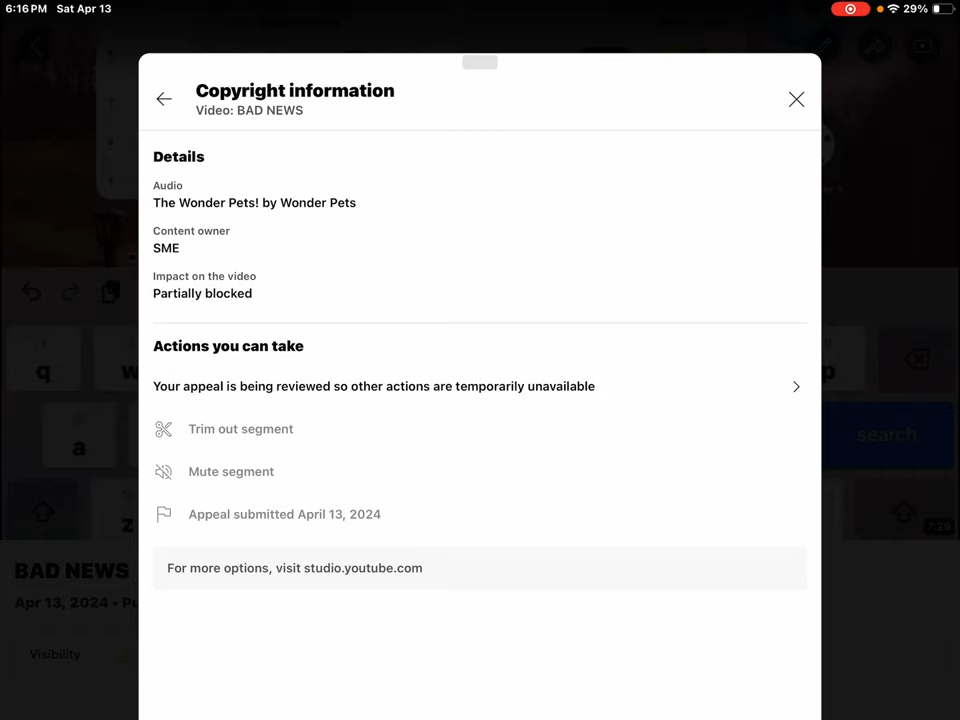 6:16 PM Sat Apr 13
29%
Copyright information
Video: BAD NEWS
Details
Audio
The Wonder Pets! by Wonder Pets
Content owner
SME
Impact on the video
Partially blocked
Actions you can take
Your appeal is being reviewed so other actions are temporarily unavailable
Trim out segment
Mute segment
Appeal submitted April 13, 2024
For more options, visit studio.youtube.com
q
w
p
a
search
z
7:29
BAD NEWS
Apr 13, 2024 •
Visibility